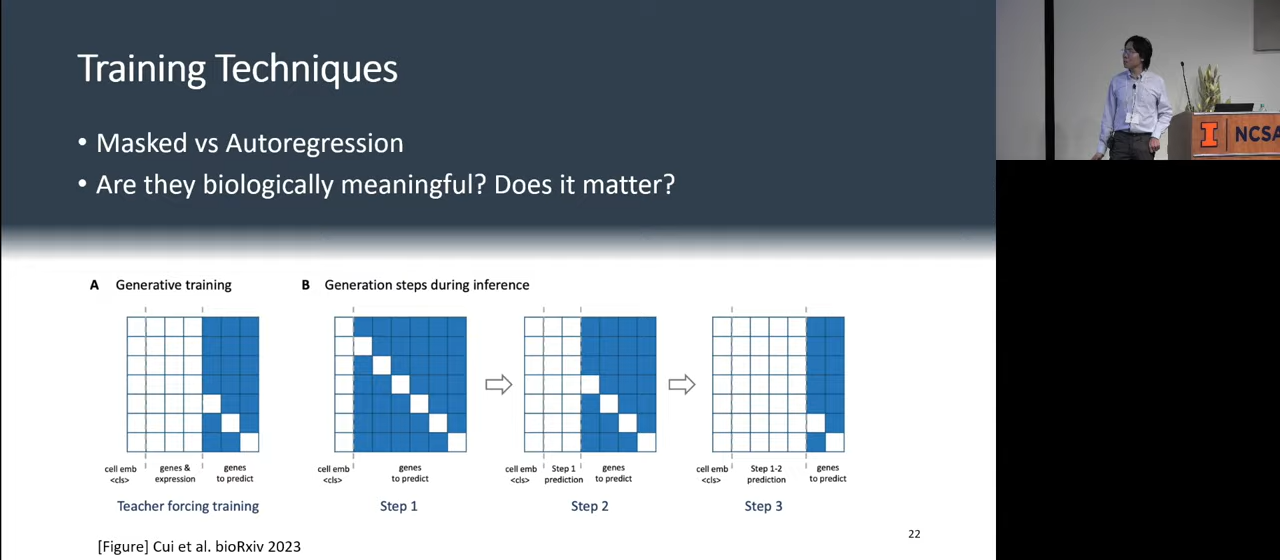 Training Techniques
• Masked vs Autoregression
• Are they biologically meaningful? Does it matter?
A Generative training
B Generation steps during inference
cell emb
<cls>
genes &
expression
genes
to predict
Teacher forcing training
cell emb
<cls>
genes
to predict
Step 1
cell emb
<cls>
Step 1
prediction
genes
to predict
Step 2
cell emb
<cls>
Step 1-2
prediction
genes
to predict
Step 3
[Figure] Cui et al. bioRxiv 2023
22
I NCSA